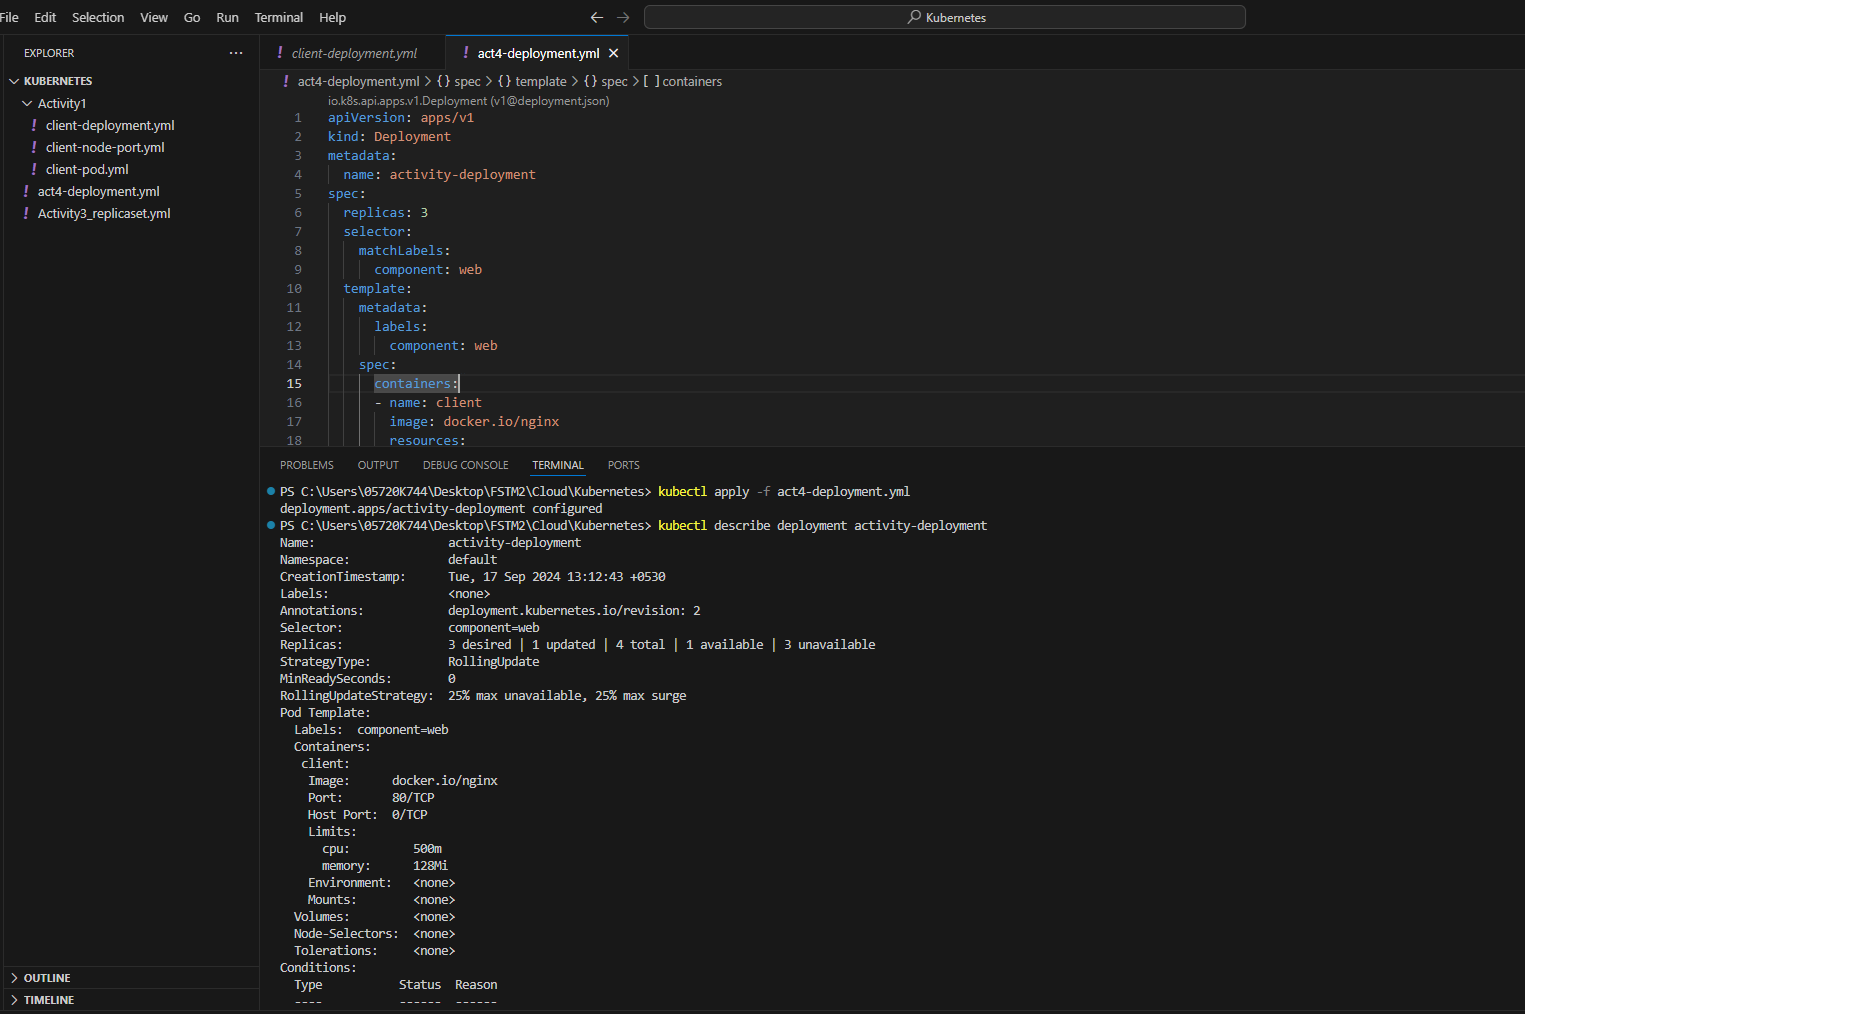 File Edit Selection View Go Run Terminal Help
Kubernetes
EXPLORER ...
KUBERNETES
Activity1
! client-deployment.yml
! client-node-port.yml
! client-pod.yml
! act4-deployment.yml
! Activity3_replicaset.yml
OUTLINE
TIMELINE
! client-deployment.yml ! act4-deployment.yml
! act4-deployment.yml > {} spec > {} template > {} spec > [ ] containers
io.k8s.api.apps.v1.Deployment (v1@deployment.json)
1 apiVersion: apps/v1
2 kind: Deployment
3 metadata:
4 name: activity-deployment
5 spec:
6 replicas: 3
7 selector:
8 matchLabels:
9 component: web
10 template:
11 metadata:
12 labels:
13 component: web
14 spec:
15 containers:
16 - name: client
17 image: docker.io/nginx
18 resources:
PROBLEMS OUTPUT DEBUG CONSOLE TERMINAL PORTS
PS C:\Users\05720K744\Desktop\FSTM2\Cloud\Kubernetes> kubectl apply -f act4-deployment.yml
deployment.apps/activity-deployment configured
PS C:\Users\05720K744\Desktop\FSTM2\Cloud\Kubernetes> kubectl describe deployment activity-deployment
Name: activity-deployment
Namespace: default
CreationTimestamp: Tue, 17 Sep 2024 13:12:43 +0530
Labels: <none>
Annotations: deployment.kubernetes.io/revision: 2
Selector: component=web
Replicas: 3 desired | 1 updated | 4 total | 1 available | 3 unavailable
StrategyType: RollingUpdate
MinReadySeconds: 0
RollingUpdateStrategy: 25% max unavailable, 25% max surge
Pod Template:
Labels: component=web
Containers:
client:
Image: docker.io/nginx
Port: 80/TCP
Host Port: 0/TCP
Limits:
cpu: 500m
memory: 128Mi
Environment: <none>
Mounts: <none>
Volumes: <none>
Node-Selectors: <none>
Tolerations: <none>
Conditions:
Type Status Reason
---- ------ ------